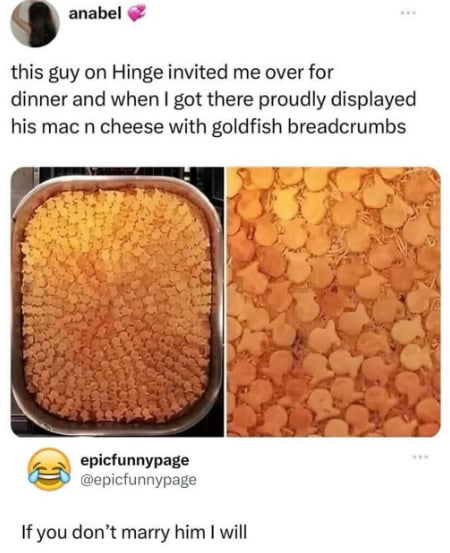 anabel 💞
this guy on Hinge invited me over for
dinner and when I got there proudly displayed
his mac n cheese with goldfish breadcrumbs
epicfunnypage
@epicfunnypage
If you don’t marry him I will